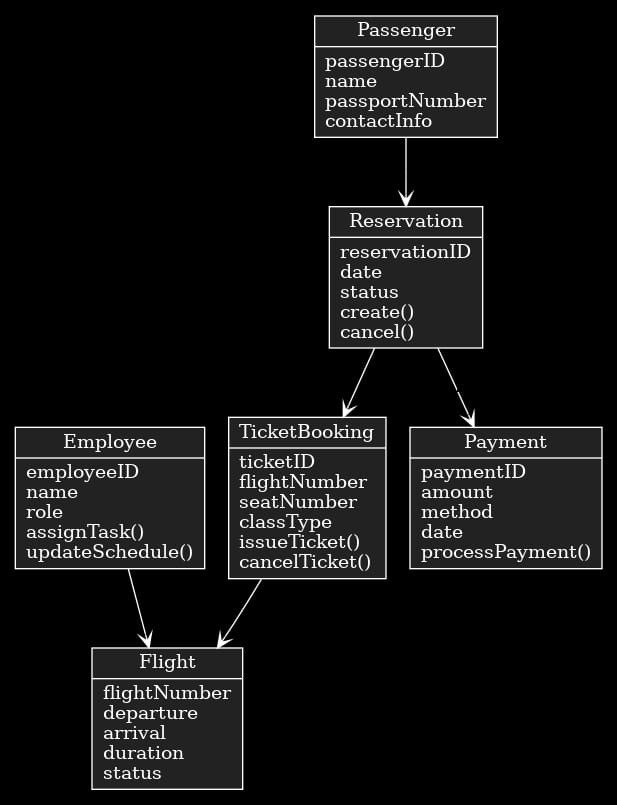 Passenger
passengerID
name
passportNumber
contactInfo
Reservation
reservationID
date
status
create()
cancel()
Employee
employeeID
name
role
assignTask()
updateSchedule()
TicketBooking
ticketID
flightNumber
seatNumber
classType
issueTicket()
cancelTicket()
Payment
paymentID
amount
method
date
processPayment()
Flight
flightNumber
departure
arrival
duration
status